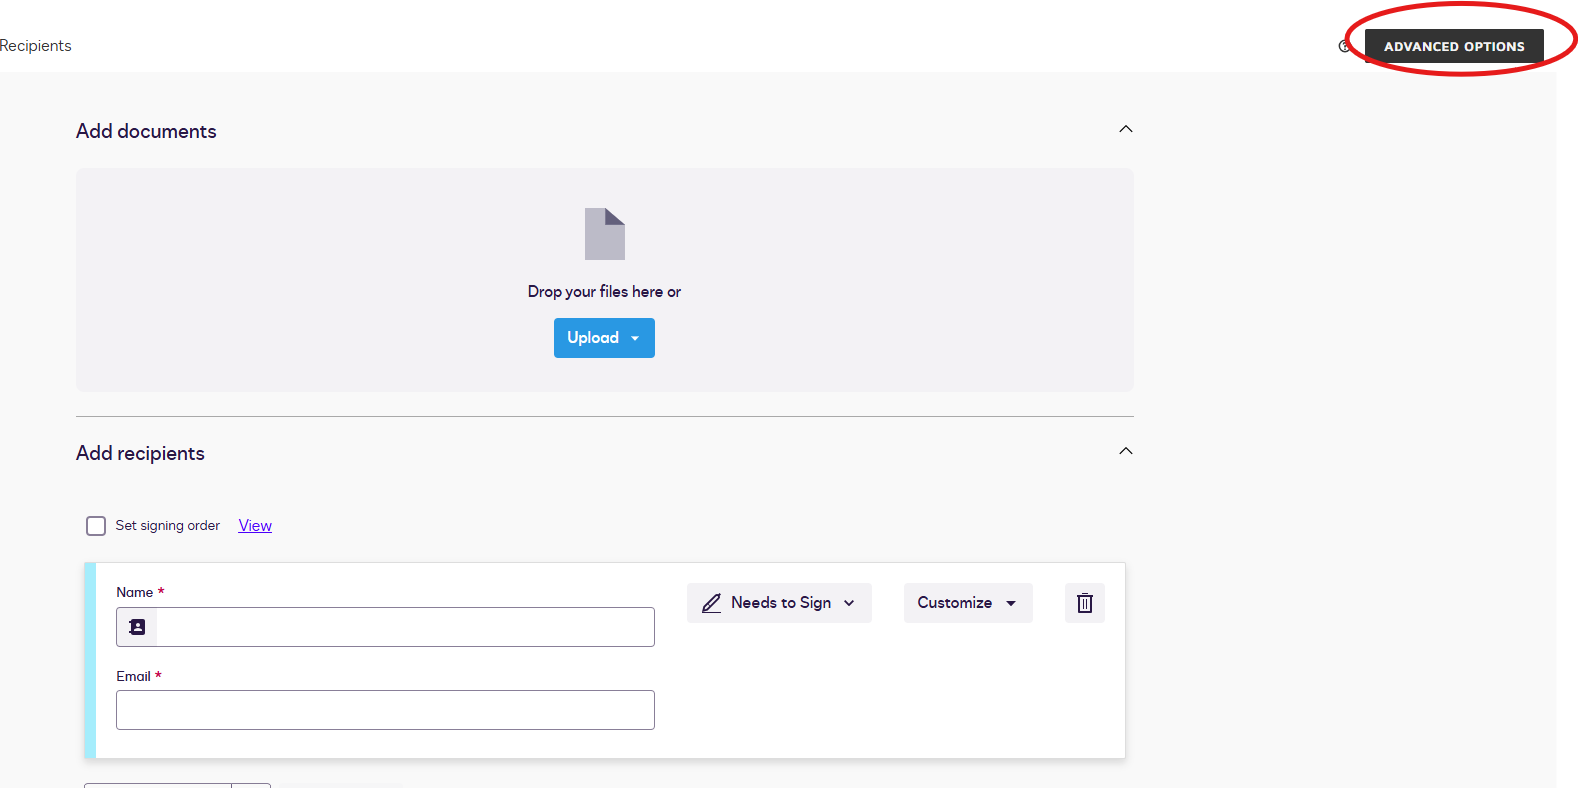 Recipients
ADVANCED OPTIONS
Add documents
Drop your files here or
Upload
Add recipients
Set signing order View
Name *
Needs to Sign
Customize
Email *